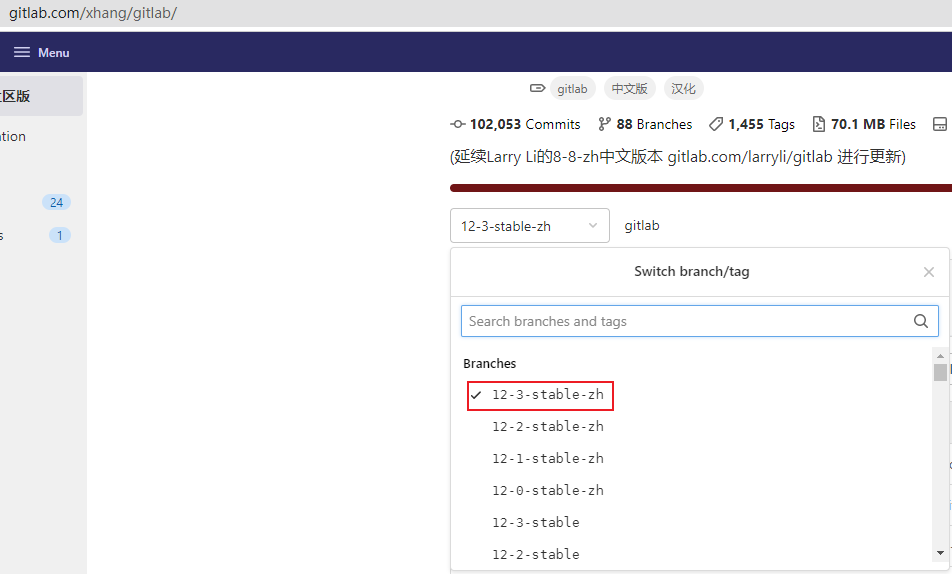 gitlab.com/xhang/gitlab/
Menu
区版
gitlab 中文版 汉化
tion
102,053 Commits 88 Branches 1,455 Tags 70.1 MB Files
(延续Larry Li的8-8-zh中文版本 gitlab.com/larryli/gitlab 进行更新)
24
12-3-stable-zh gitlab
s 1
Switch branch/tag
Search branches and tags
Branches
12-3-stable-zh
12-2-stable-zh
12-1-stable-zh
12-0-stable-zh
12-3-stable
12-2-stable